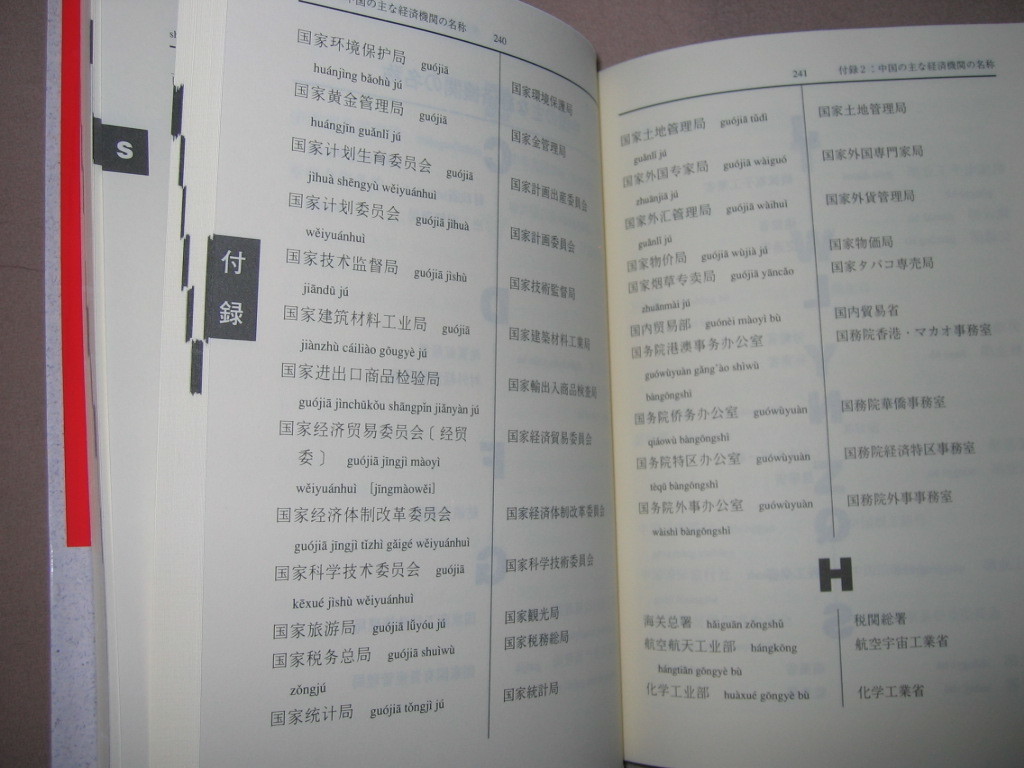 中国の主な経済機関の名称 240
国家环境保护局 guójiā
huánjìng bǎohù jú
国家環境保護局
国家黄金管理局 guójiā
huángjīn guǎnlǐ jú
国家金管理局
国家计划生育委员会 guójiā
jìhuà shēngyù wěiyuánhuì
国家計画出産委員会
国家计划委员会 guójiā jìhuà
wěiyuánhuì
国家計画委員会
国家技术监督局 guójiā jìshù
jiāndū jú
国家技術監督局
国家建筑材料工业局 guójiā
jiànzhù cáiliào gōugyè jú
国家建築材料工業局
国家进出口商品检验局
guójiā jìnchūkǒu shāngpǐn jiǎnyàn jú
国家輸出入商品検査局
国家经济贸易委员会〔经贸
委〕 guójiā jīngjì màoyì
wěiyuánhuì [jīngmàowěi]
国家経済貿易委員会
国家经济体制改革委员会
guójiā jīngjì tǐzhì gǎigé wěiyuánhuì
国家経済体制改革委員会
国家科学技术委员会 guójiā
kēxué jìshù wěiyuánhuì
国家科学技術委員会
国家旅游局 guójiā lǚyóu jú
国家観光局
国家税务总局 guójiā shuìwù
zǒngjú
国家税務総局
国家统计局 guójiā tǒngjì jú
国家統計局
S
付
録
241 付録2:中国の主な経済機関の名称
国家土地管理局 guójiā tǔdì
guǎnlǐ jú
国家土地管理局
国家外国专家局 guójiā wàiguó
zhuānjiā jú
国家外国専門家局
国家外汇管理局 guójiā wàihuì
guǎnlǐ jú
国家外貨管理局
国家物价局 guójiā wùjià jú
国家物価局
国家烟草专卖局 guójiā yāncǎo
zhuānmài jú
国家タバコ専売局
国内贸易部 guónèi màoyì bù
国内貿易省
国务院港澳事务办公室
guówùyuàn gǎng'ào shìwù
bàngōngshì
国務院香港・マカオ事務室
国务院侨务办公室 guówùyuàn
qiáowù bàngōngshì
国務院華僑事務室
国务院特区办公室 guówùyuàn
tèqū bàngōngshì
国務院経済特区事務室
国务院外事办公室 guówùyuàn
wàishì bàngōngshì
国務院外事事務室
H
海关总署 hǎiguān zǒngshǔ
税関総署
航空航天工业部 hángkōng
hángtiān gōngyè bù
航空宇宙工業省
化学工业部 huàxué gōngyè bù
化学工業省